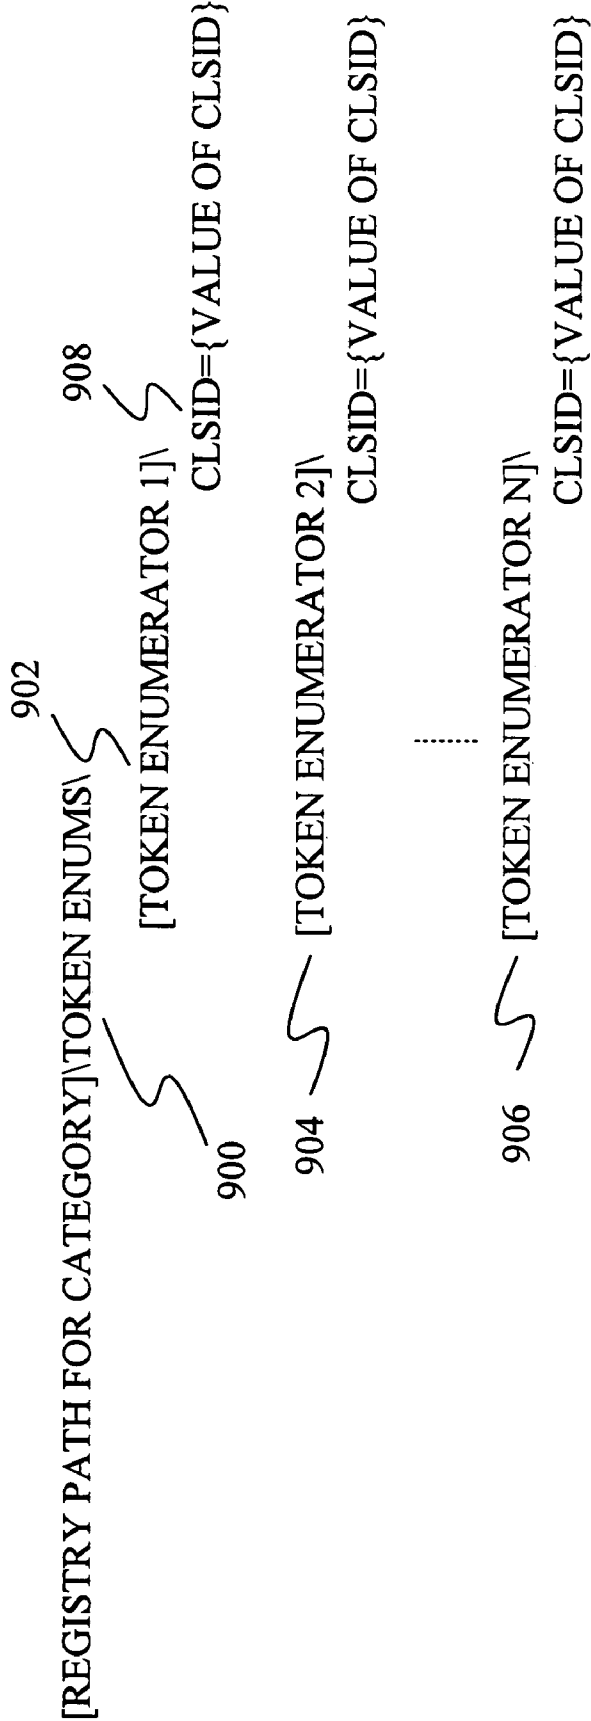 902
[REGISTRY PATH FOR CATEGORY]\TOKEN ENUMS\
908
[TOKEN ENUMERATOR 1]\
CLSID={VALUE OF CLSID}
900
904
[TOKEN ENUMERATOR 2]\
CLSID={VALUE OF CLSID}
906
[TOKEN ENUMERATOR N]\
CLSID={VALUE OF CLSID}